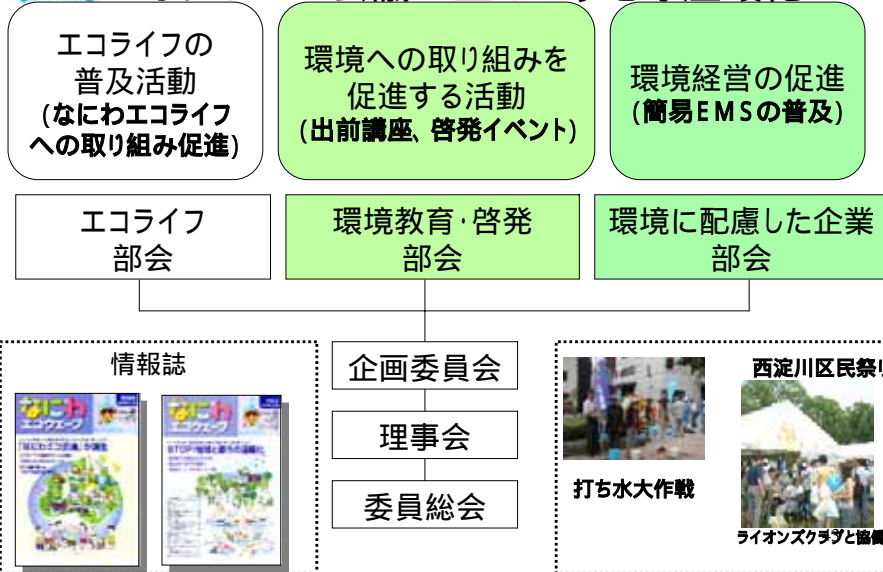 エコライフの
普及活動
(なにわエコライフ
への取り組み促進)
環境への取り組みを
促進する活動
(出前講座、啓発イベント)
環境経営の促進
(簡易EMSの普及)
エコライフ
部会
環境教育・啓発
部会
環境に配慮した企業
部会
企画委員会
理事会
委員総会
情報誌
なにわ
エコウェーブ
なにわ
エコウェーブ
打ち水大作戦
西淀川区民祭り
ライオンズクラブと協働